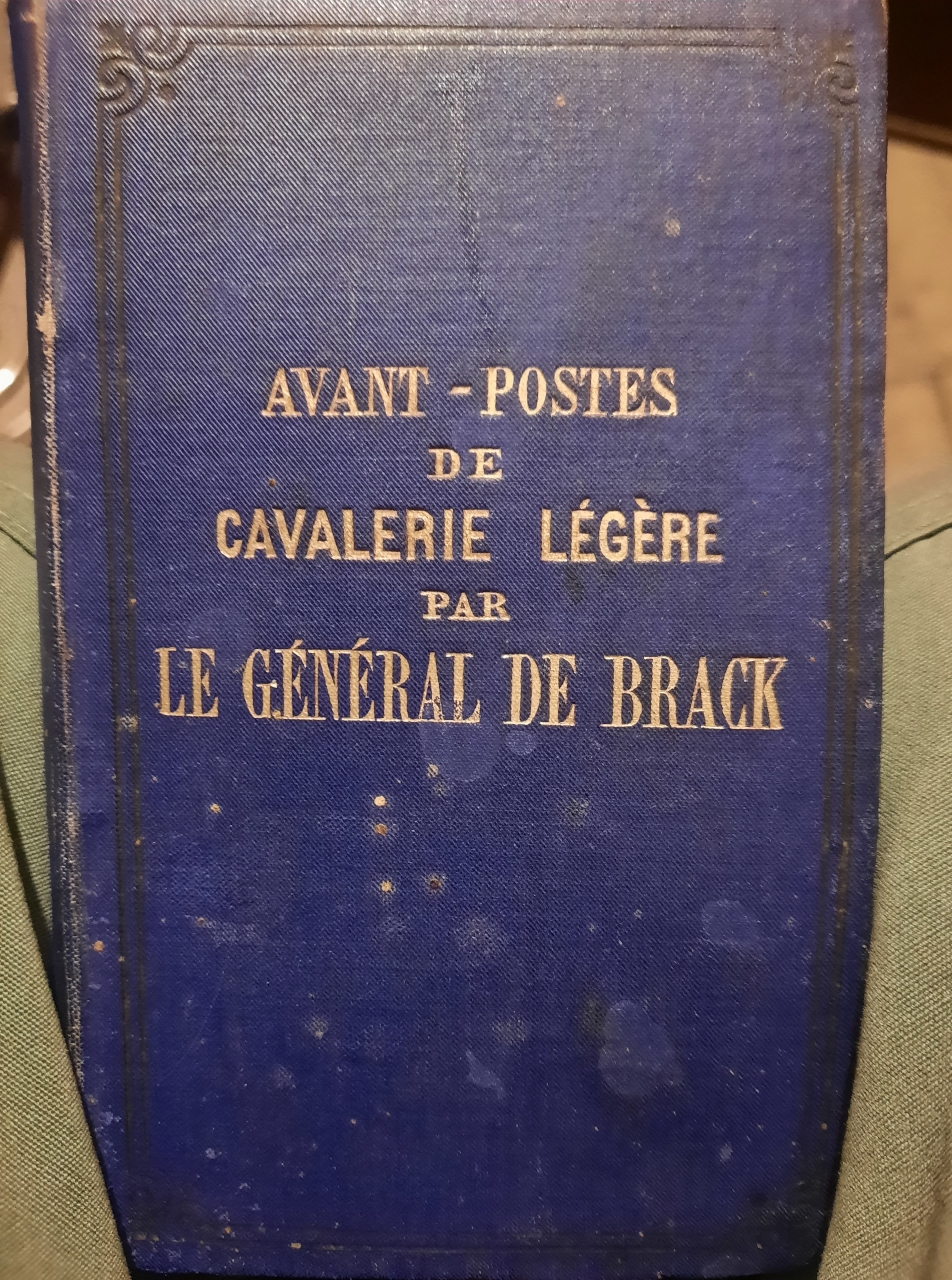 AVANT-POSTES
DE
CAVALERIE LÉGÈRE
PAR
LE GÉNÉRAL DE BRACK